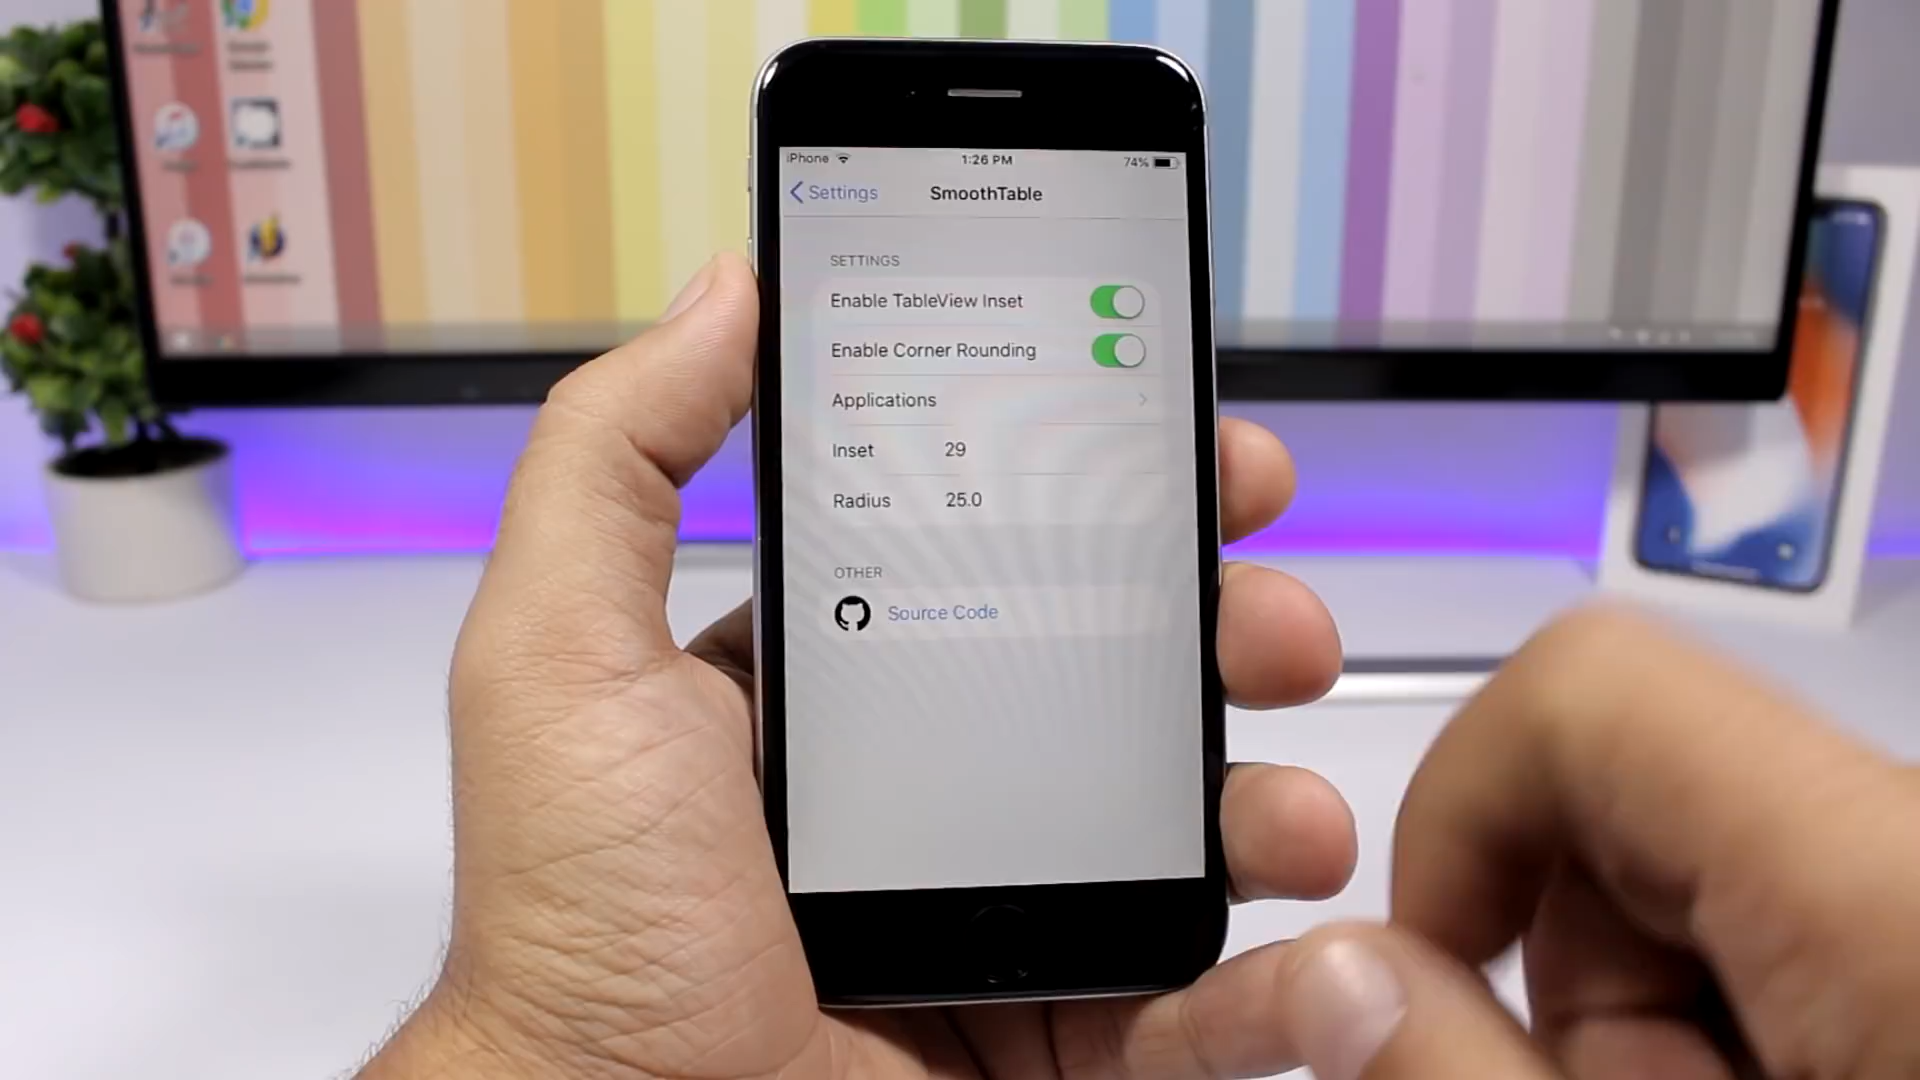 iPhone 1:26 PM 74%
Settings SmoothTable
SETTINGS
Enable TableView Inset
Enable Corner Rounding
Applications
Inset 29
Radius 25.0
OTHER
Source Code